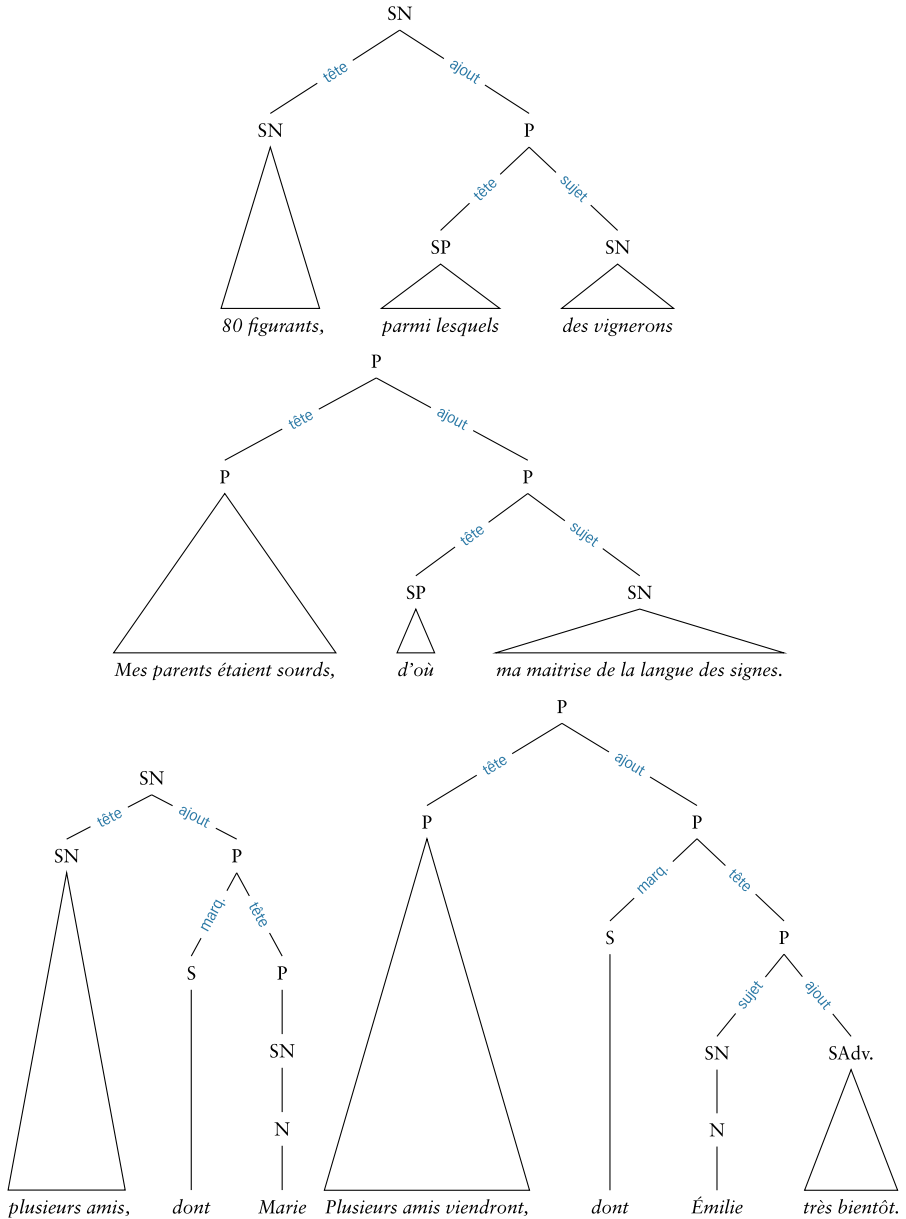 SN
tête ajout
SN P
tête sujet
SP SN
80 figurants, parmi lesquels des vignerons
P
tête ajout
P P
tête sujet
SP SN
Mes parents étaient sourds, d’où ma maitrise de la langue des signes.
SN
tête ajout
SN P
marq. tête
S P
SN
N
plusieurs amis, dont Marie
P
tête ajout
P P
marq. tête
S P
sujet ajout
SN SAdv.
N
Plusieurs amis viendront, dont Émilie très bientôt.